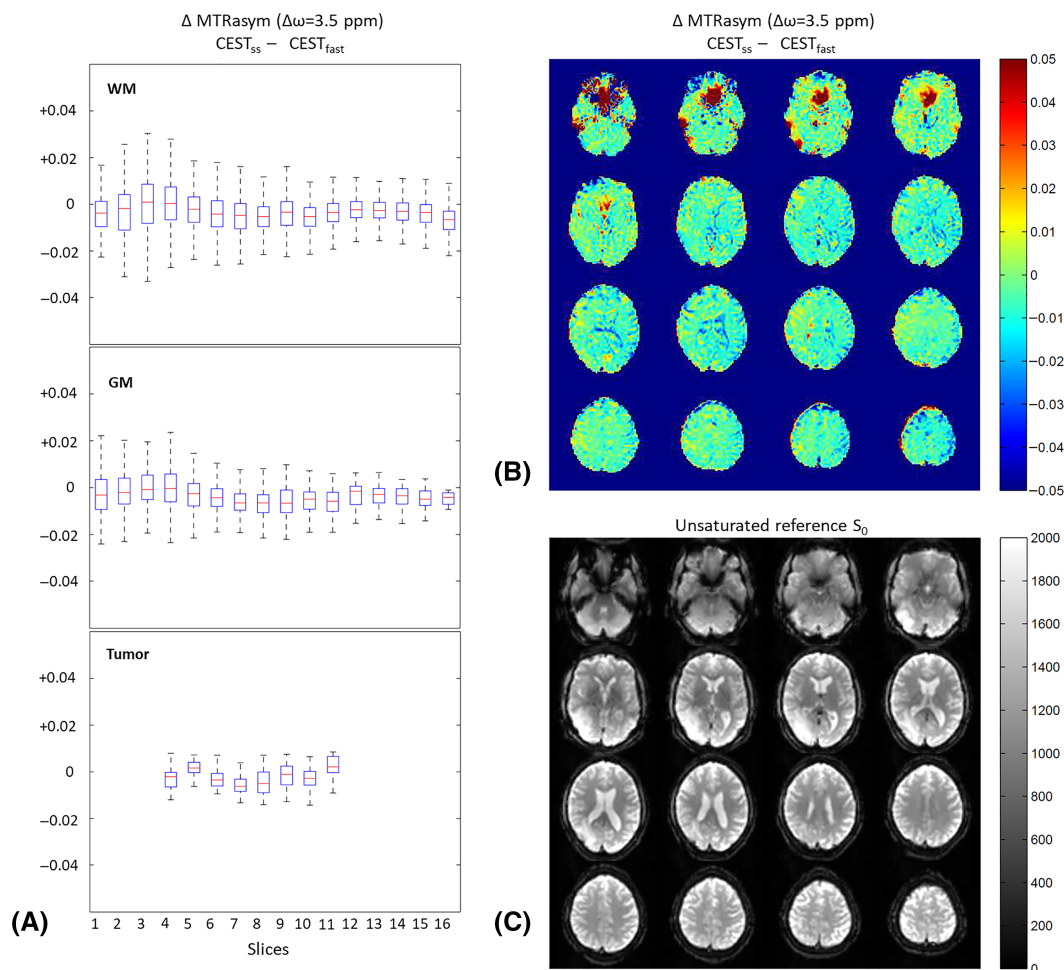 Δ MTRasym (Δω=3.5 ppm)
CESTss – CESTfast
WM
+0.04
+0.02
0
−0.02
−0.04
GM
+0.04
+0.02
0
−0.02
−0.04
Tumor
+0.04
+0.02
0
−0.02
−0.04
1 2 3 4 5 6 7 8 9 10 11 12 13 14 15 16
Slices
(A)
Δ MTRasym (Δω=3.5 ppm)
CESTss – CESTfast
0.05
0.04
0.03
0.02
0.01
0
−0.01
−0.02
−0.03
−0.04
−0.05
(B)
Unsaturated reference S0
2000
1800
1600
1400
1200
1000
800
600
400
200
0
(C)